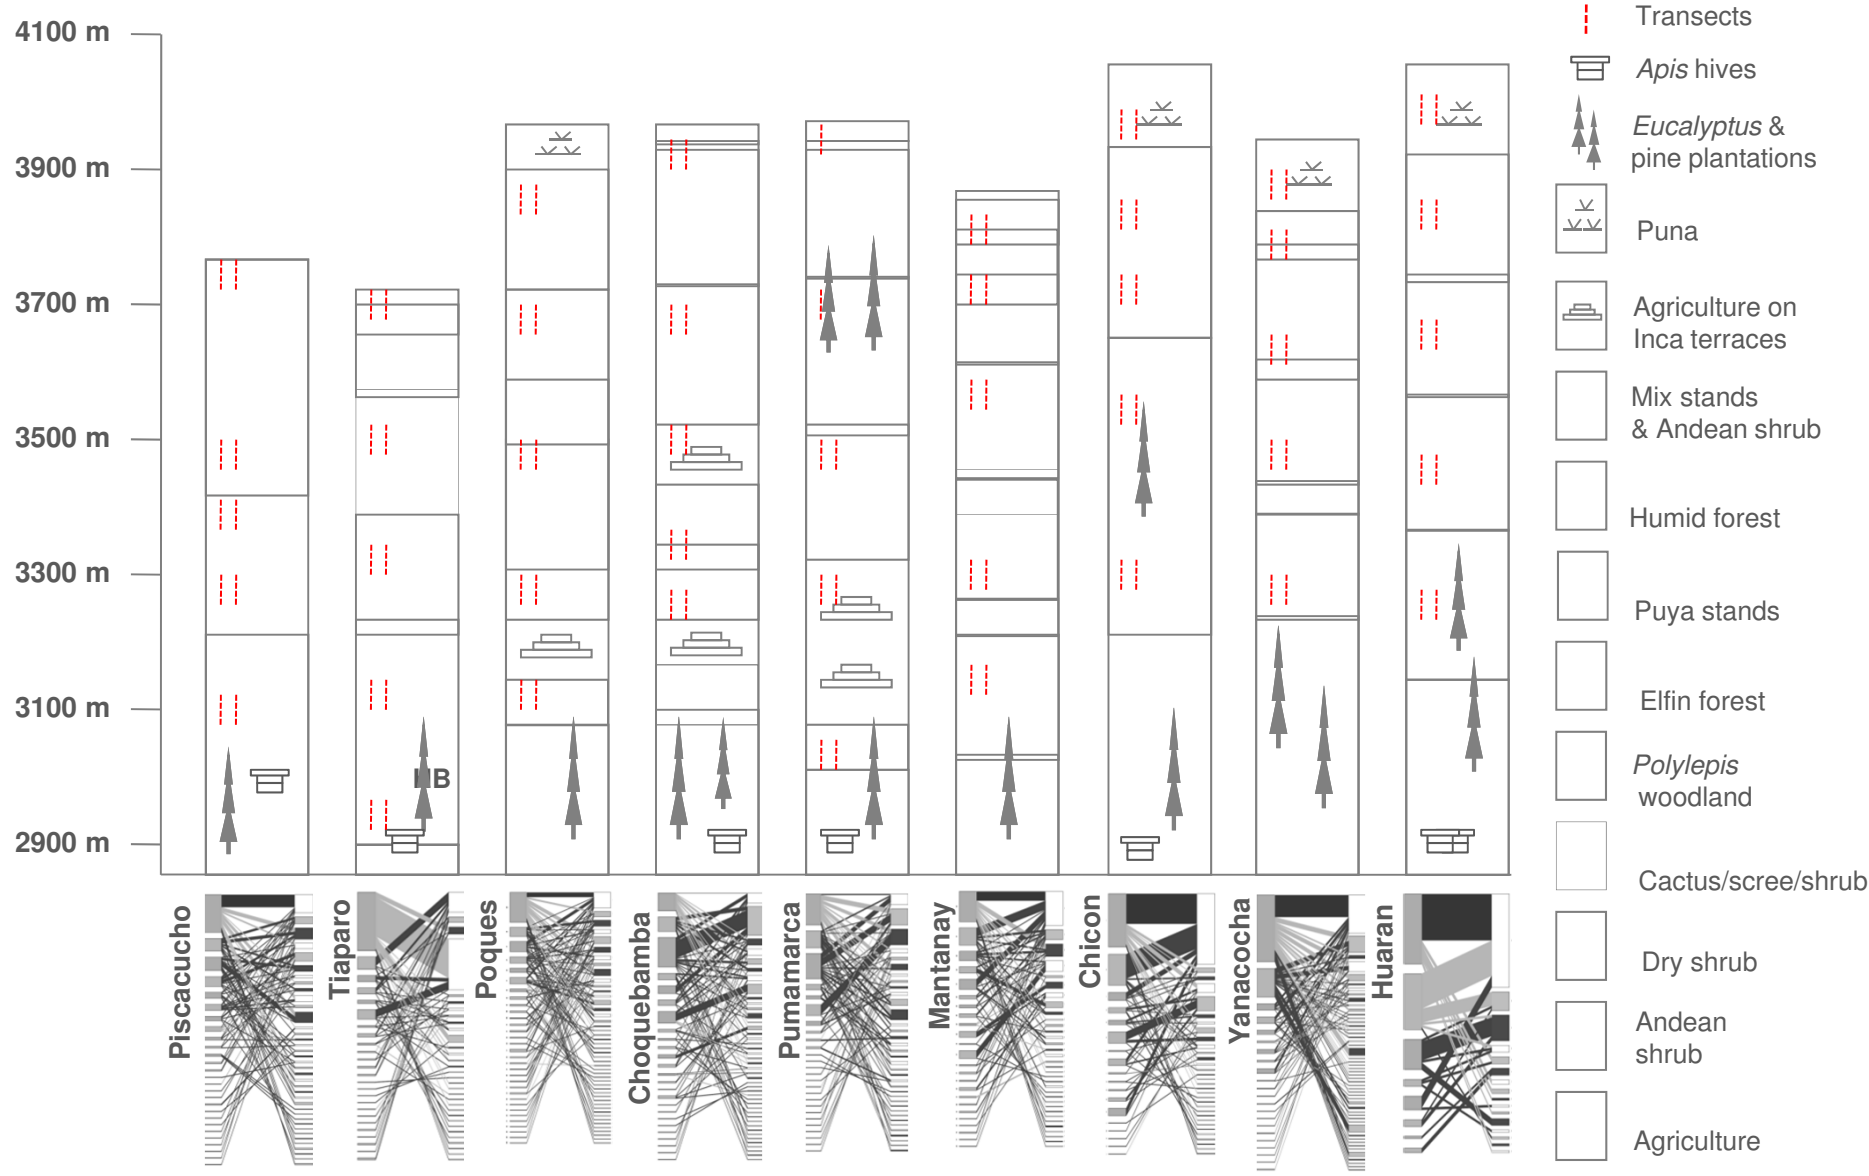 4100 m
3900 m
3700 m
3500 m
3300 m
3100 m
2900 m
Transects
Apis hives
Eucalyptus &
pine plantations
Puna
Agriculture on
Inca terraces
Mix stands
& Andean shrub
Humid forest
Puya stands
Elfin forest
Polylepis
woodland
Cactus/scree/shrub
Dry shrub
Andean
shrub
Agriculture
HB
Piscacucho
Tiaparo
Poques
Choquebamba
Pumamarca
Mantanay
Chicon
Yanacocha
Huaran